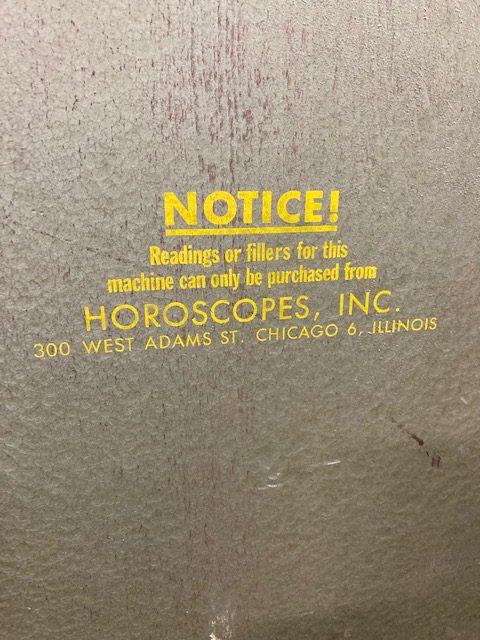 NOTICE!
Readings or fillers for this
machine can only be purchased from
HOROSCOPES, INC.
300 WEST ADAMS ST. CHICAGO 6, ILLINOIS